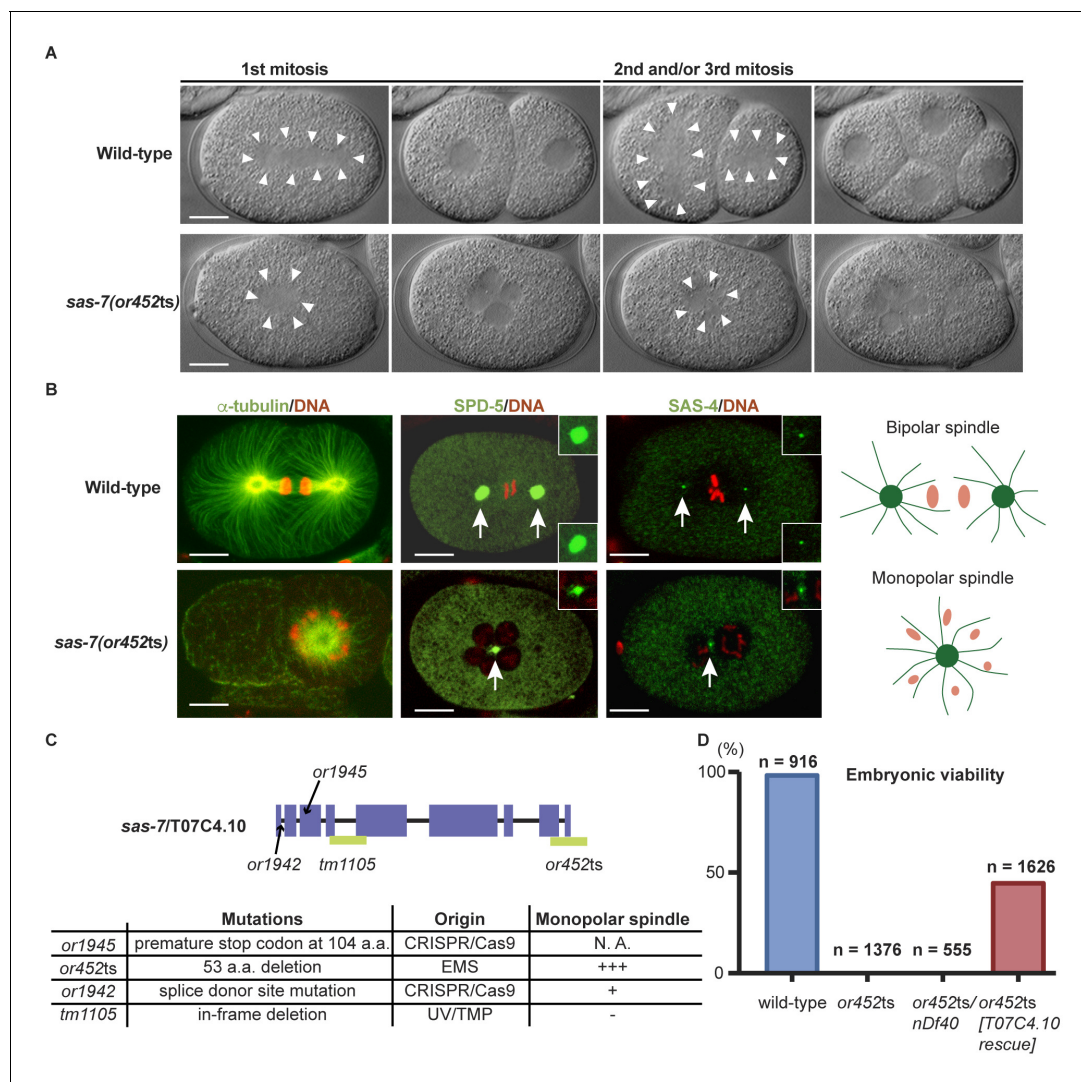 A
1st mitosis
2nd and/or 3rd mitosis
Wild-type
sas-7(or452ts)
B
α-tubulin/DNA
SPD-5/DNA
SAS-4/DNA
Wild-type
Bipolar spindle
sas-7(or452ts)
Monopolar spindle
C
or1945
sas-7/T07C4.10
or1942
tm1105
or452ts
Mutations Origin Monopolar spindle
or1945 premature stop codon at 104 a.a. CRISPR/Cas9 N. A.
or452ts 53 a.a. deletion EMS +++
or1942 splice donor site mutation CRISPR/Cas9 +
tm1105 in-frame deletion UV/TMP -
D
(%)
Embryonic viability
100
50
0
n = 916
n = 1376
n = 555
n = 1626
wild-type
or452ts
or452ts/
nDf40
or452ts
[T07C4.10
rescue]